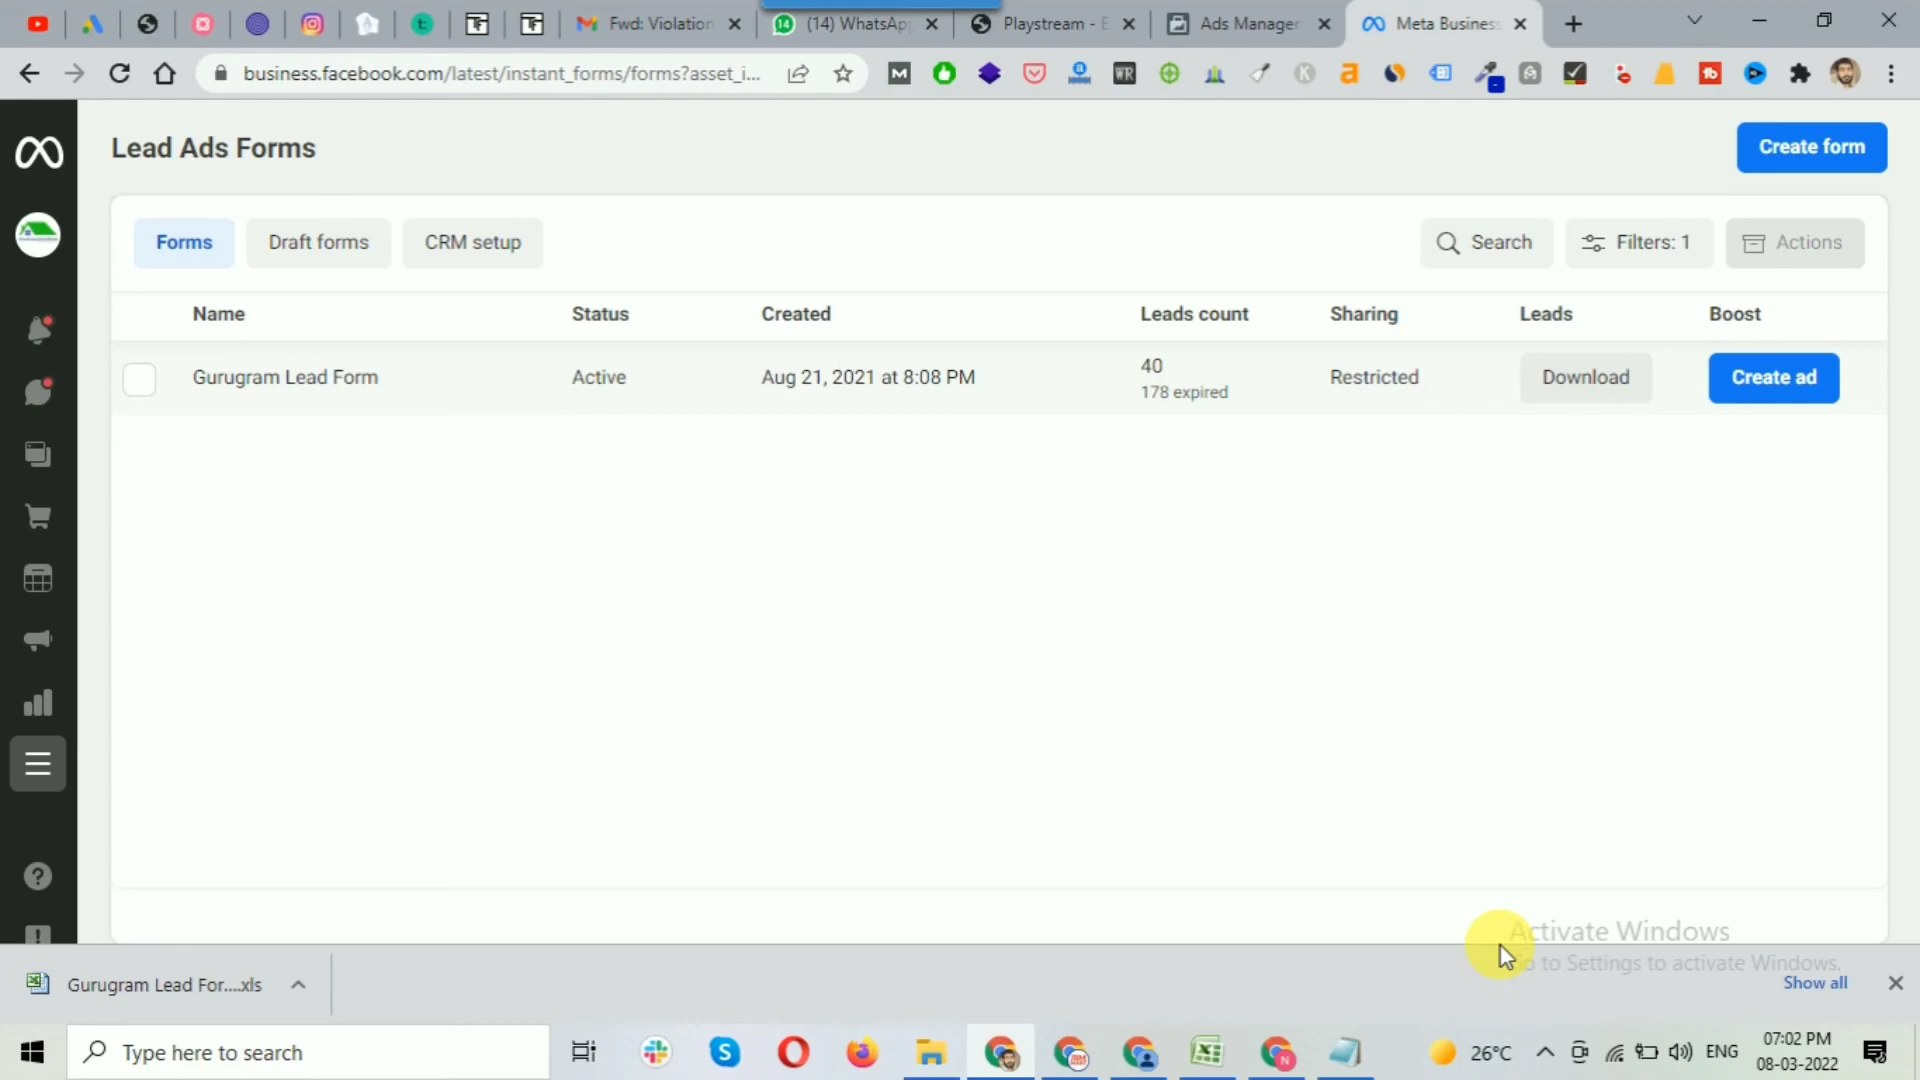 Fwd: Violation
(14) WhatsApp
Playstream - E
Ads Manager
Meta Business
business.facebook.com/latest/instant_forms/forms?asset_i...
Lead Ads Forms
Create form
Forms
Draft forms
CRM setup
Search
Filters: 1
Actions
Name
Status
Created
Leads count
Sharing
Leads
Boost
Gurugram Lead Form
Active
Aug 21, 2021 at 8:08 PM
40
178 expired
Restricted
Download
Create ad
Activate Windows
to Settings to activate Windows.
Gurugram Lead For....xls
Show all
Type here to search
26°C
ENG
07:02 PM
08-03-2022